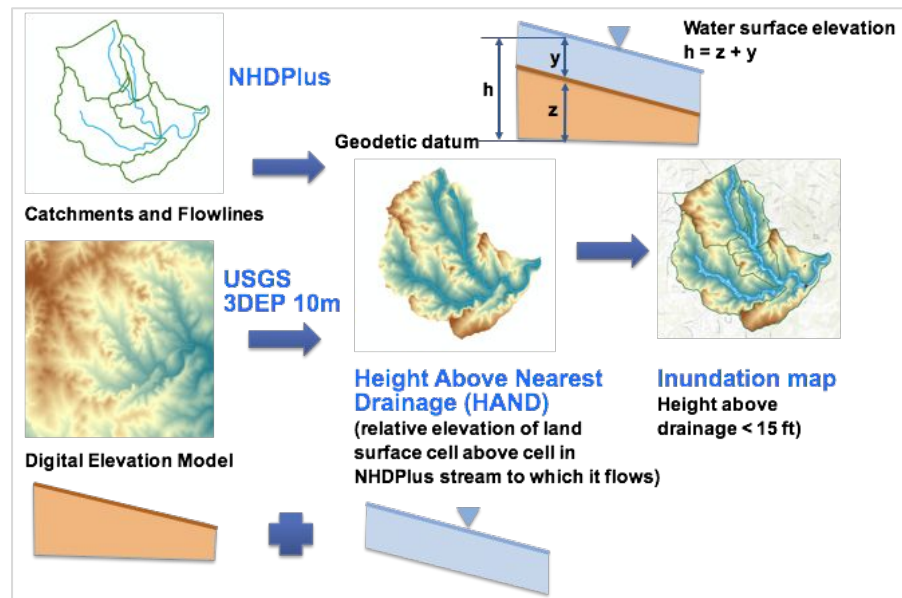 NHDPlus
Water surface elevation
h = z + y
y
h
z
Geodetic datum
Catchments and Flowlines
USGS
3DEP 10m
Height Above Nearest
Drainage (HAND)
(relative elevation of land
surface cell above cell in
NHDPlus stream to which it flows)
Inundation map
Height above
drainage < 15 ft)
Digital Elevation Model